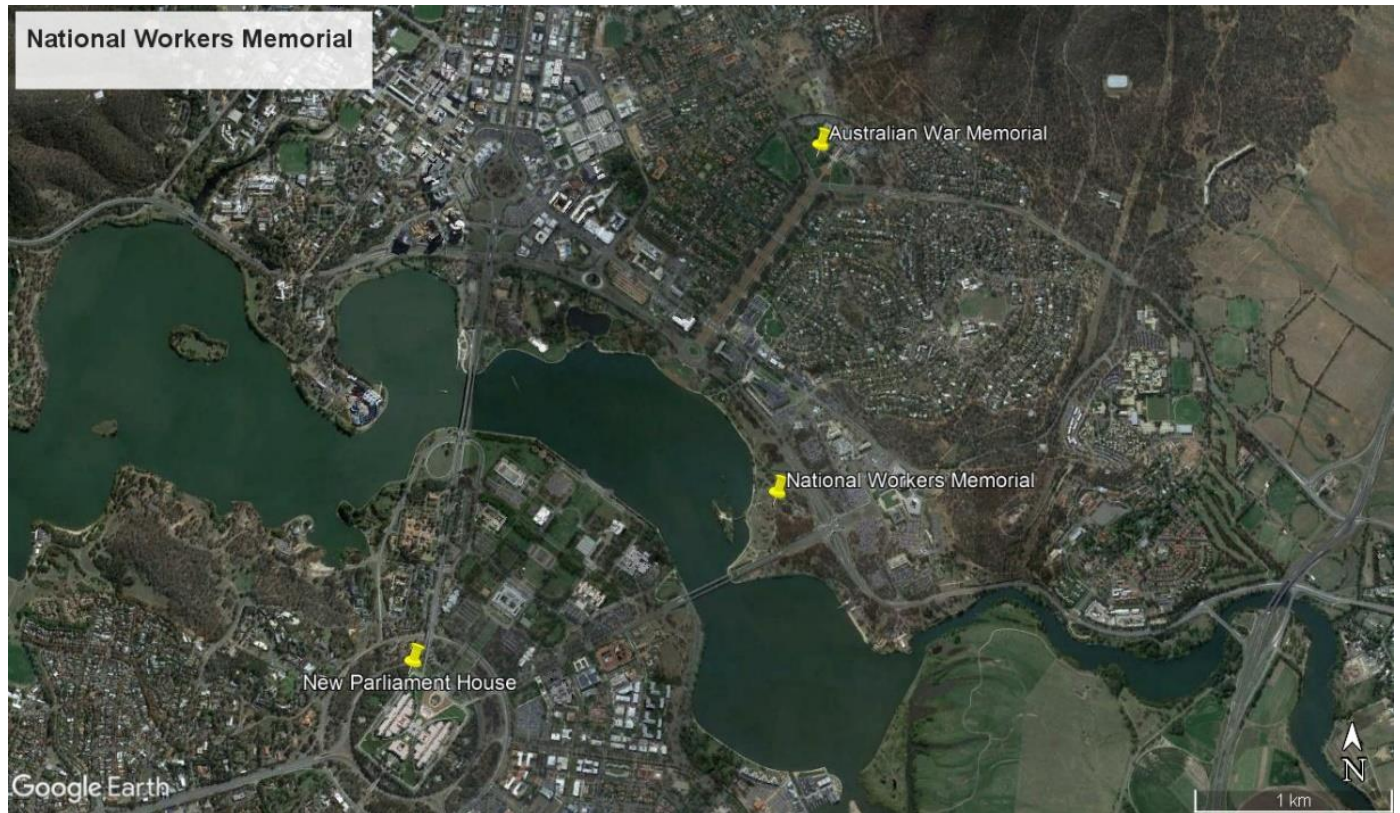 National Workers Memorial
Australian War Memorial
National Workers Memorial
New Parliament House
Google Earth
N
1 km